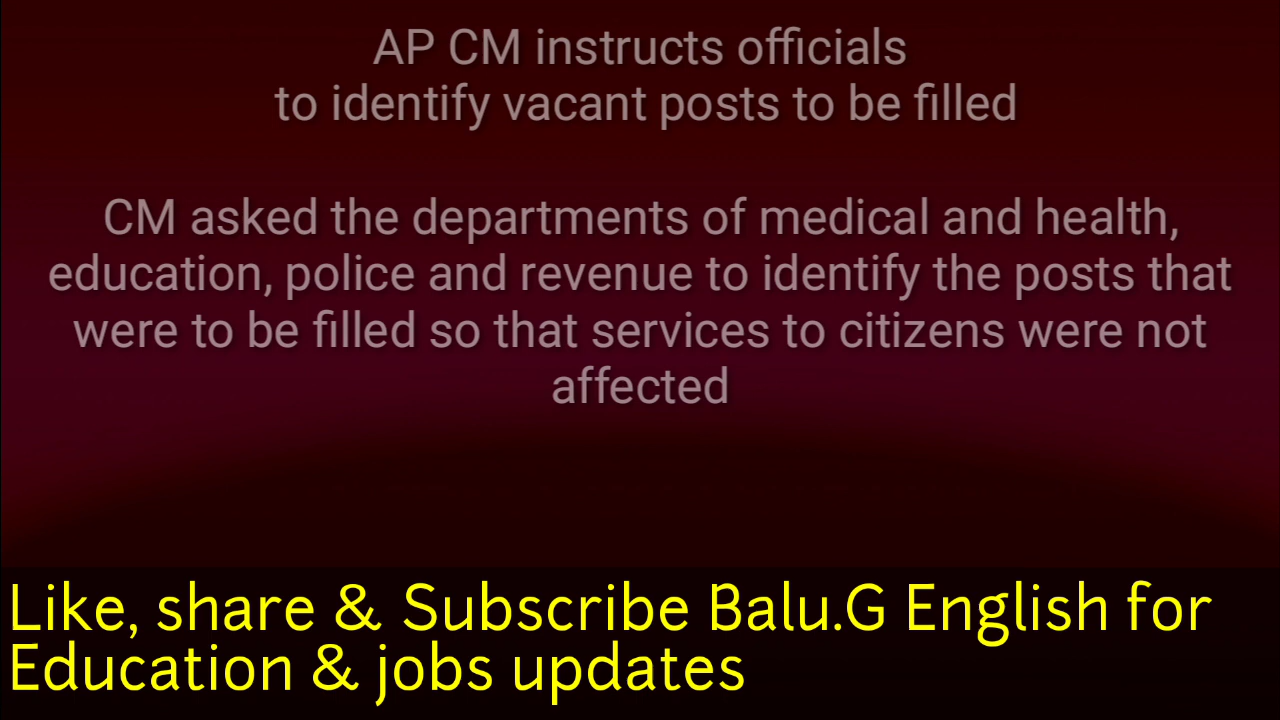 AP CM instructs officials
to identify vacant posts to be filled
CM asked the departments of medical and health,
education, police and revenue to identify the posts that
were to be filled so that services to citizens were not
affected
Like, share & Subscribe Balu.G English for
Education & jobs updates